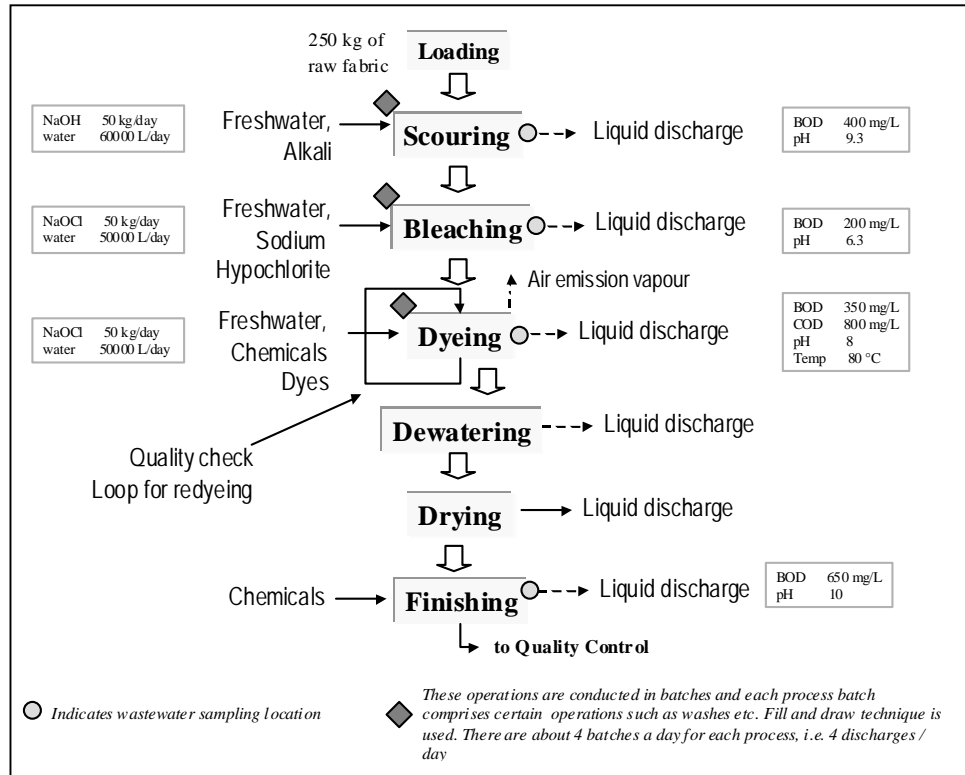 250 kg of
raw fabric
Loading
NaOH 50 kg/day
water 60000 L/day
Freshwater,
Alkali
Scouring
Liquid discharge
BOD 400 mg/L
pH 9.3
NaOCl 50 kg/day
water 50000 L/day
Freshwater,
Sodium
Hypochlorite
Bleaching
Liquid discharge
BOD 200 mg/L
pH 6.3
Air emission vapour
NaOCl 50 kg/day
water 50000 L/day
Freshwater,
Chemicals
Dyes
Dyeing
Liquid discharge
BOD 350 mg/L
COD 800 mg/L
pH 8
Temp 80 °C
Quality check
Loop for redyeing
Dewatering
Liquid discharge
Drying
Liquid discharge
Chemicals
Finishing
Liquid discharge
BOD 650 mg/L
pH 10
to Quality Control
Indicates wastewater sampling location
These operations are conducted in batches and each process batch
comprises certain operations such as washes etc. Fill and draw technique is
used. There are about 4 batches a day for each process, i.e. 4 discharges /
day